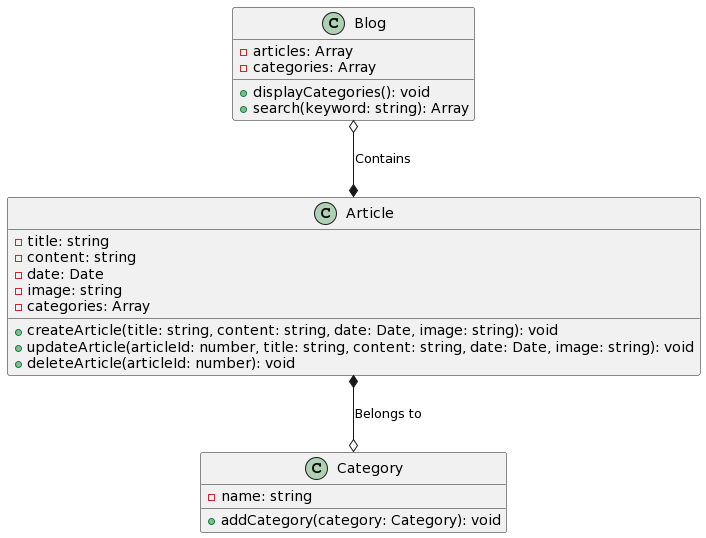 C Blog
articles: Array
categories: Array
displayCategories(): void
search(keyword: string): Array
Contains
C Article
title: string
content: string
date: Date
image: string
categories: Array
createArticle(title: string, content: string, date: Date, image: string): void
updateArticle(articleId: number, title: string, content: string, date: Date, image: string): void
deleteArticle(articleId: number): void
Belongs to
C Category
name: string
addCategory(category: Category): void